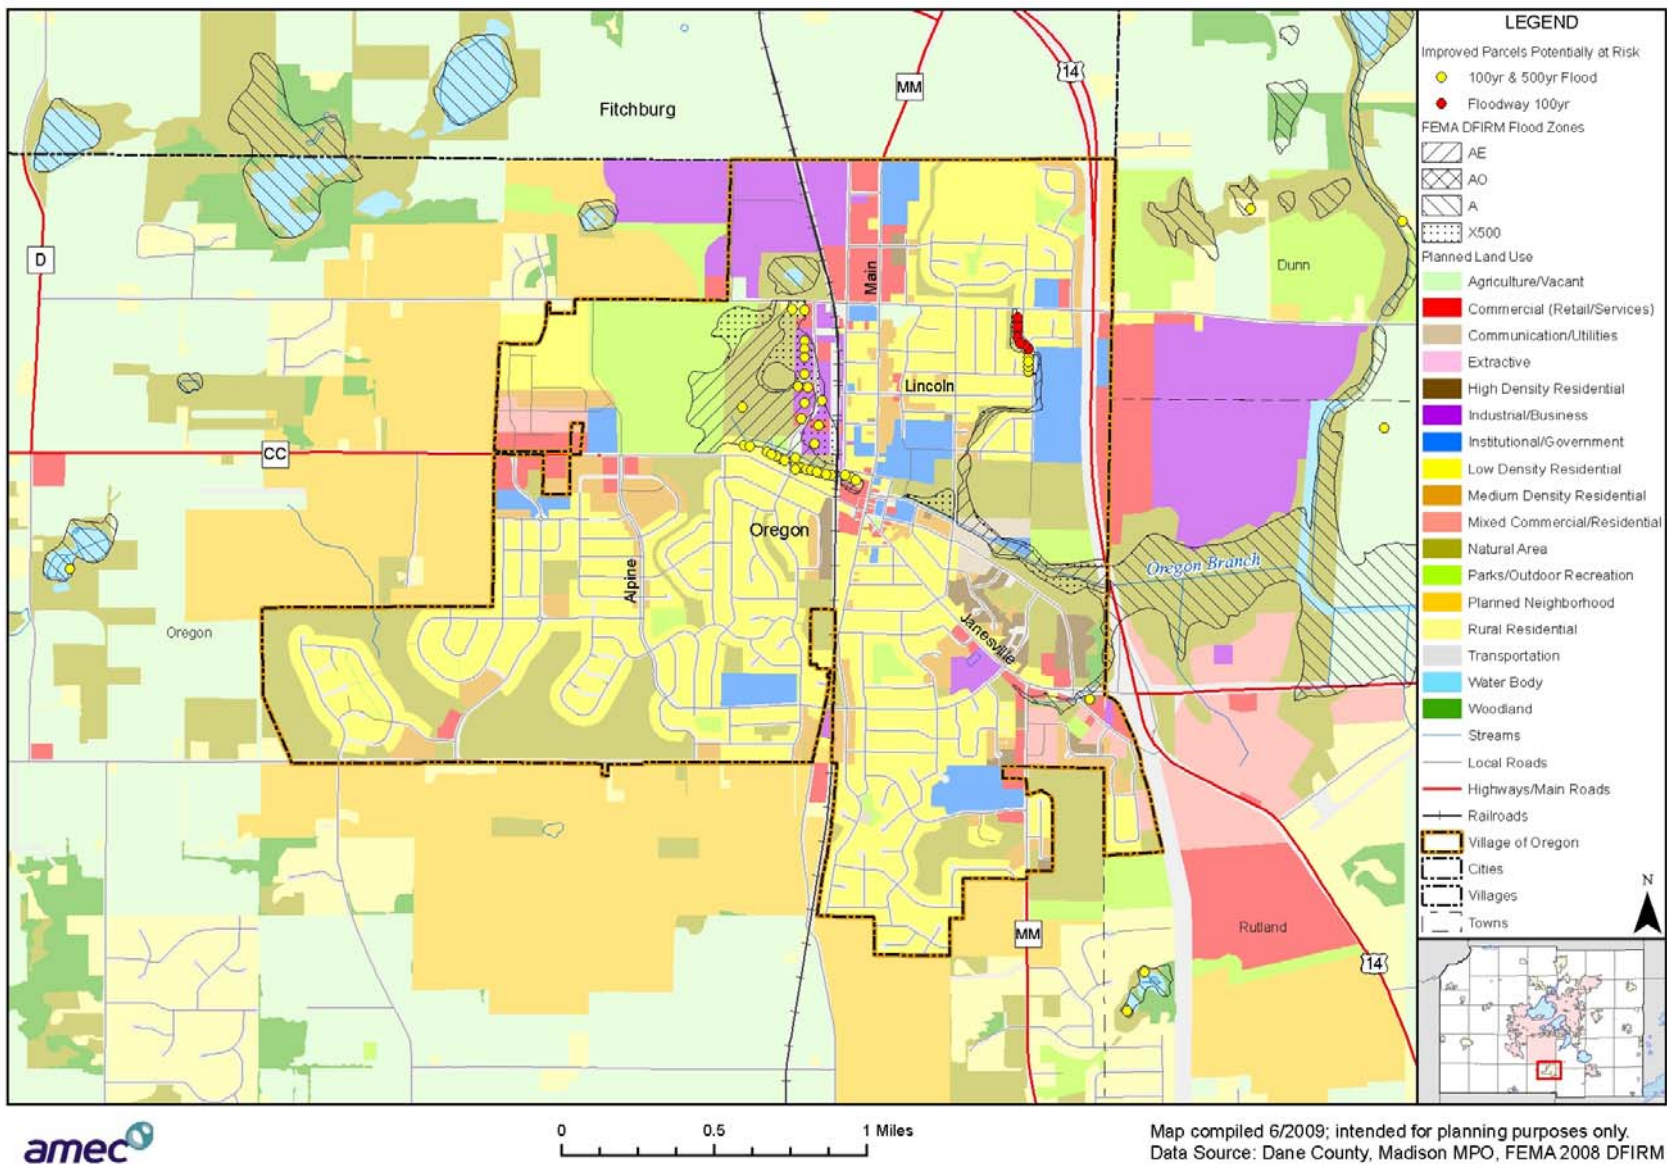 Fitchburg
MM
14
D
Main
Dunn
Lincoln
CC
Oregon
Alpine
Oregon Branch
Oregon
Janesville
MM
Rutland
14
LEGEND
Improved Parcels Potentially at Risk
100yr & 500yr Flood
Floodway 100yr
FEMA DFIRM Flood Zones
AE
AO
A
X500
Planned Land Use
Agriculture/Vacant
Commercial (Retail/Services)
Communication/Utilities
Extractive
High Density Residential
Industrial/Business
Institutional/Government
Low Density Residential
Medium Density Residential
Mixed Commercial/Residential
Natural Area
Parks/Outdoor Recreation
Planned Neighborhood
Rural Residential
Transportation
Water Body
Woodland
Streams
Local Roads
Highways/Main Roads
Railroads
Village of Oregon
Cities
Villages
Towns
N
amec
0 0.5 1 Miles
Map compiled 6/2009; intended for planning purposes only.
Data Source: Dane County, Madison MPO, FEMA 2008 DFIRM